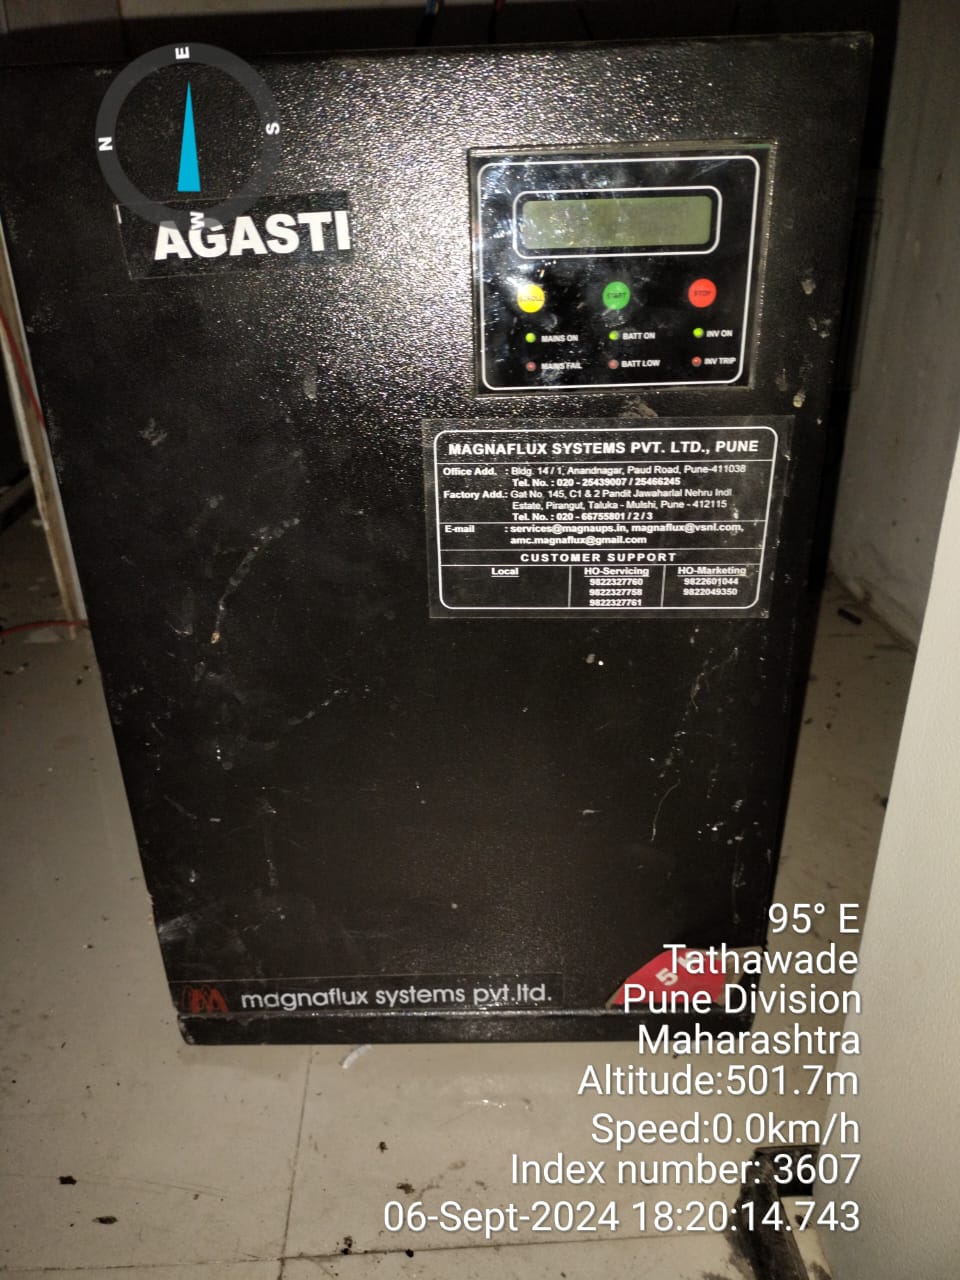 E
N
S
W
AGASTI
SCROLL
START
STOP
MAINS ON
BATT ON
INV ON
MAINS FAIL
BATT LOW
INV TRIP
MAGNAFLUX SYSTEMS PVT. LTD., PUNE
Office Add. : Bldg. 14 / 1, Anandnagar, Paud Road, Pune-411038
Tel. No. : 020 - 25439007 / 25466245
Factory Add.: Gat No. 145, C1 & 2 Pandit Jawaharlal Nehru Indl
Estate, Pirangut, Taluka - Mulshi, Pune - 412115
Tel. No. : 020 - 66755801 / 2 / 3
E-mail : services@magnaups.in, magnaflux@vsnl.com,
amc.magnaflux@gmail.com
CUSTOMER SUPPORT
Local HO-Servicing HO-Marketing
9822327760 9822601044
9822327758 9822049350
9822327761
magnaflux systems pvt.ltd.
5
95° E
Tathawade
Pune Division
Maharashtra
Altitude:501.7m
Speed:0.0km/h
Index number: 3607
06-Sept-2024 18:20:14.743